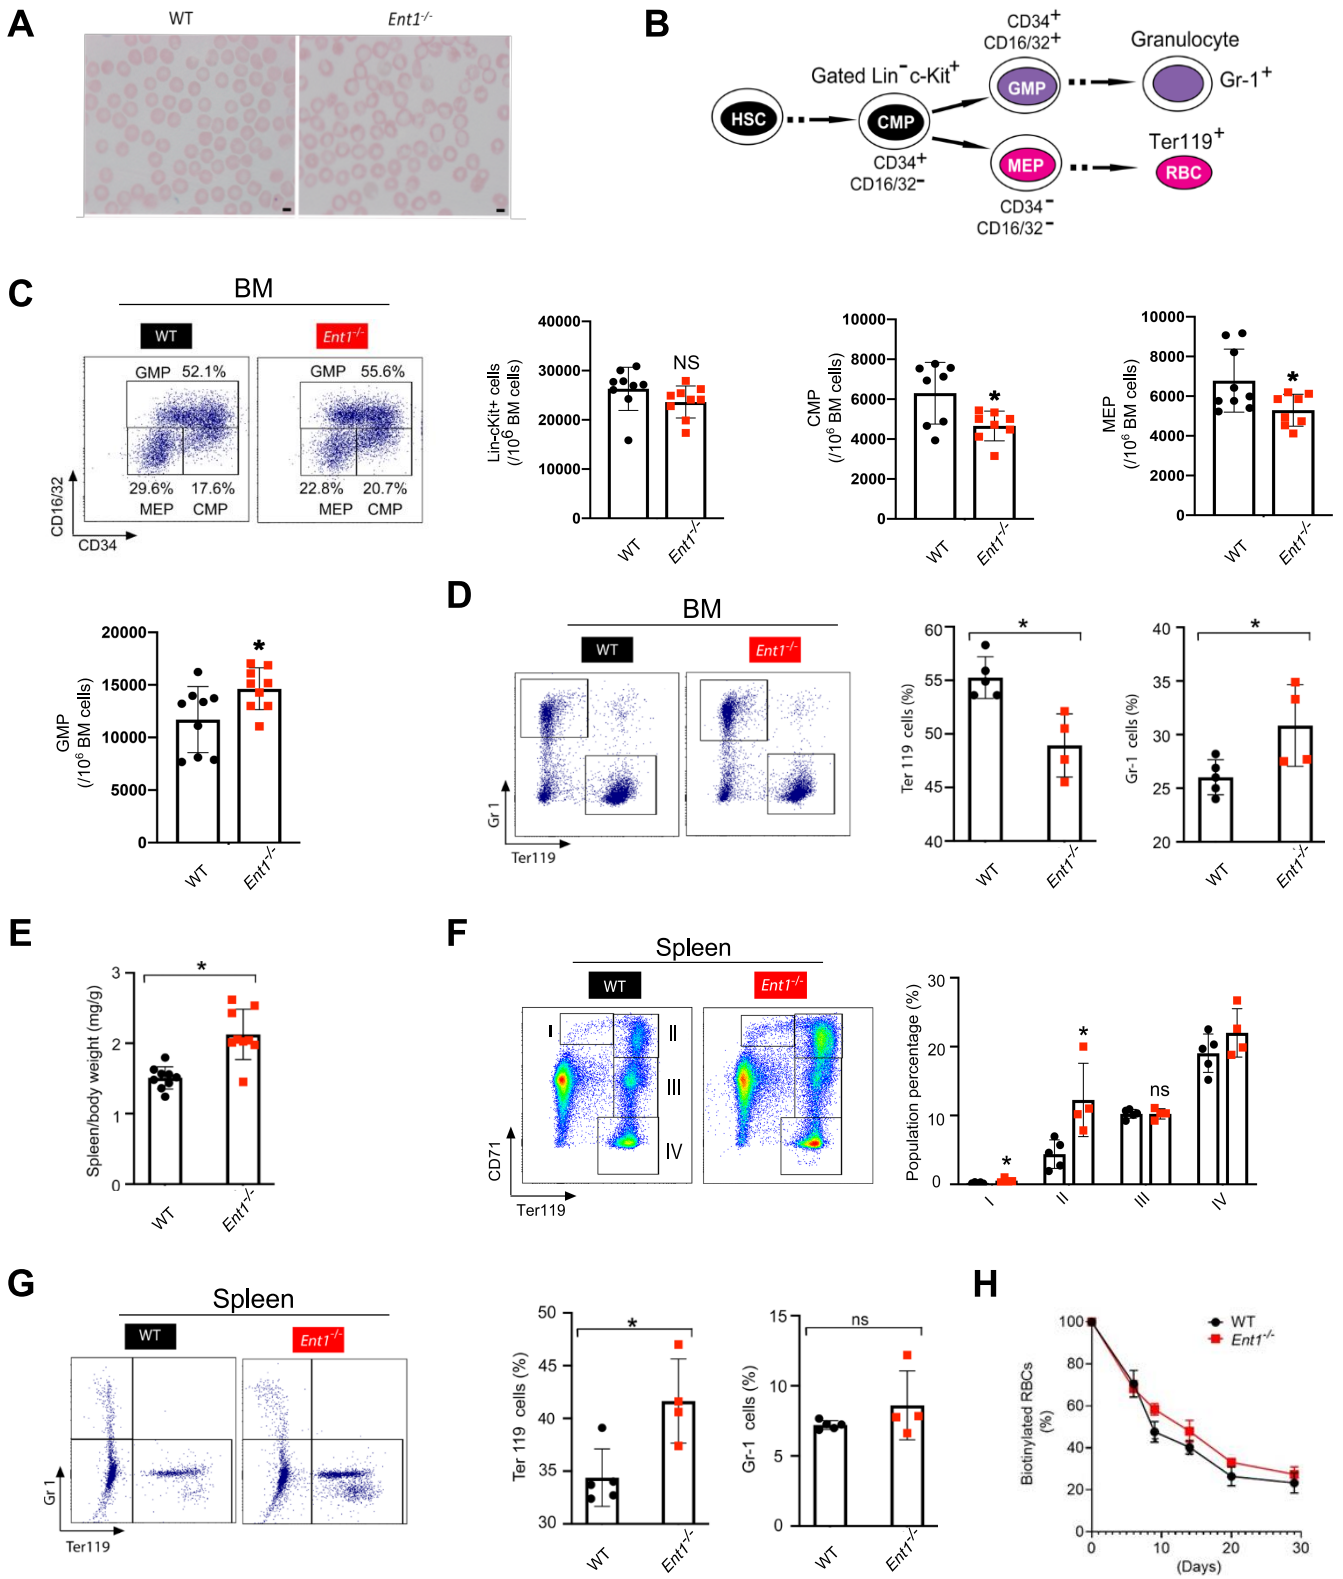 A
WT
Ent1-/-
B
CD34+
CD16/32+
Granulocyte
Gated Lin-c-Kit+
GMP
Gr-1+
HSC
CMP
Ter119+
CD34+
CD16/32-
MEP
RBC
CD34-
CD16/32-
C
BM
WT
Ent1-/-
GMP 52.1%
GMP 55.6%
29.6% 17.6%
MEP CMP
22.8% 20.7%
MEP CMP
CD16/32
CD34
Lin-cKit+ cells
(/10^6 BM cells)
40000
30000
20000
10000
0
NS
WT
Ent1-/-
CMP
(/10^6 BM cells)
10000
8000
6000
4000
2000
0
*
WT
Ent1-/-
MEP
(/10^6 BM cells)
10000
8000
6000
4000
2000
0
*
WT
Ent1-/-
GMP
(/10^6 BM cells)
20000
15000
10000
5000
0
*
WT
Ent1-/-
D
BM
WT
Ent1-/-
Gr 1
Ter119
Ter 119 cells (%)
60
55
50
45
40
*
WT
Ent1-/-
Gr-1 cells (%)
40
35
30
25
20
*
WT
Ent1-/-
E
Spleen/body weight (mg/g)
3
2
1
0
*
WT
Ent1-/-
F
Spleen
WT
Ent1-/-
I
II
III
IV
CD71
Ter119
Population percentage (%)
30
20
10
0
*
*
ns
I
II
III
IV
G
Spleen
WT
Ent1-/-
Gr 1
Ter119
Ter 119 cells (%)
50
45
40
35
30
*
WT
Ent1-/-
Gr-1 cells (%)
15
10
5
0
ns
WT
Ent1-/-
H
WT
Ent1-/-
Biotinylated RBCs
(%)
100
80
60
40
20
0
0 10 20 30
(Days)